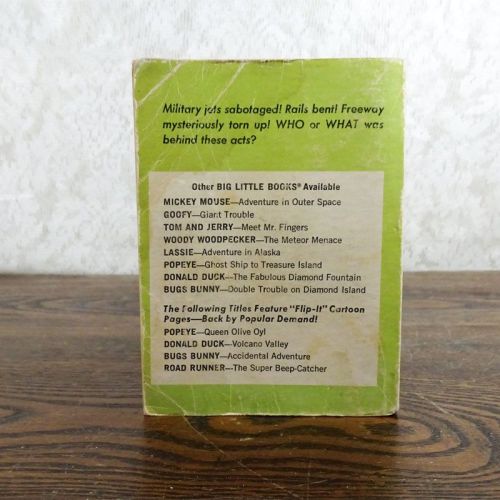 Military jets sabotaged! Rails bent! Freeway
mysteriously torn up! WHO or WHAT was
behind these acts?
Other BIG LITTLE BOOKS® Available
MICKEY MOUSE—Adventure in Outer Space
GOOFY—Giant Trouble
TOM AND JERRY—Meet Mr. Fingers
WOODY WOODPECKER—The Meteor Menace
LASSIE—Adventure in Alaska
POPEYE—Ghost Ship to Treasure Island
DONALD DUCK—The Fabulous Diamond Fountain
BUGS BUNNY—Double Trouble on Diamond Island
The Following Titles Feature "Flip-It" Cartoon
Pages—Back by Popular Demand!
POPEYE—Queen Olive Oyl
DONALD DUCK—Volcano Valley
BUGS BUNNY—Accidental Adventure
ROAD RUNNER—The Super Beep-Catcher